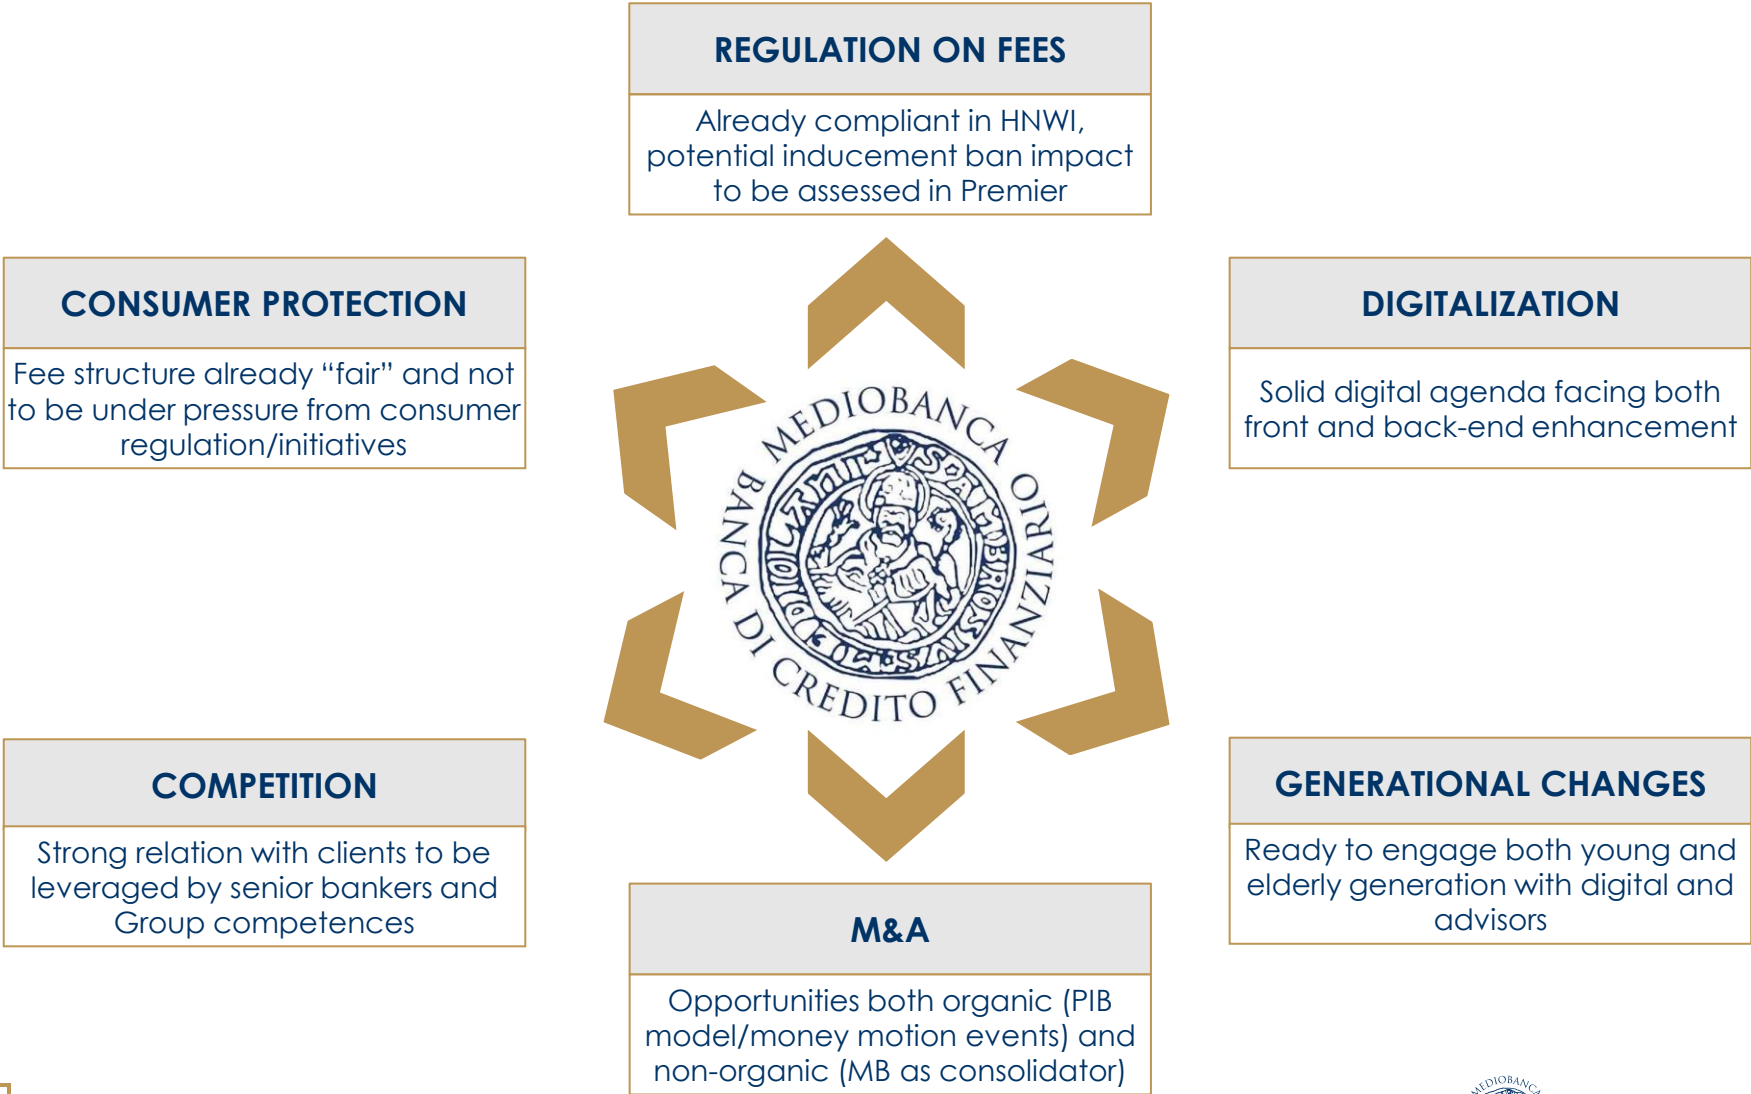 REGULATION ON FEES
Already compliant in HNWI,
potential inducement ban impact
to be assessed in Premier
CONSUMER PROTECTION
Fee structure already “fair” and not
to be under pressure from consumer
regulation/initiatives
DIGITALIZATION
Solid digital agenda facing both
front and back-end enhancement
MEDIOBANCA
BANCA DI CREDITO FINANZIARIO
COMPETITION
Strong relation with clients to be
leveraged by senior bankers and
Group competences
GENERATIONAL CHANGES
Ready to engage both young and
elderly generation with digital and
advisors
M&A
Opportunities both organic (PIB
model/money motion events) and
non-organic (MB as consolidator)
MEDIOBANCA